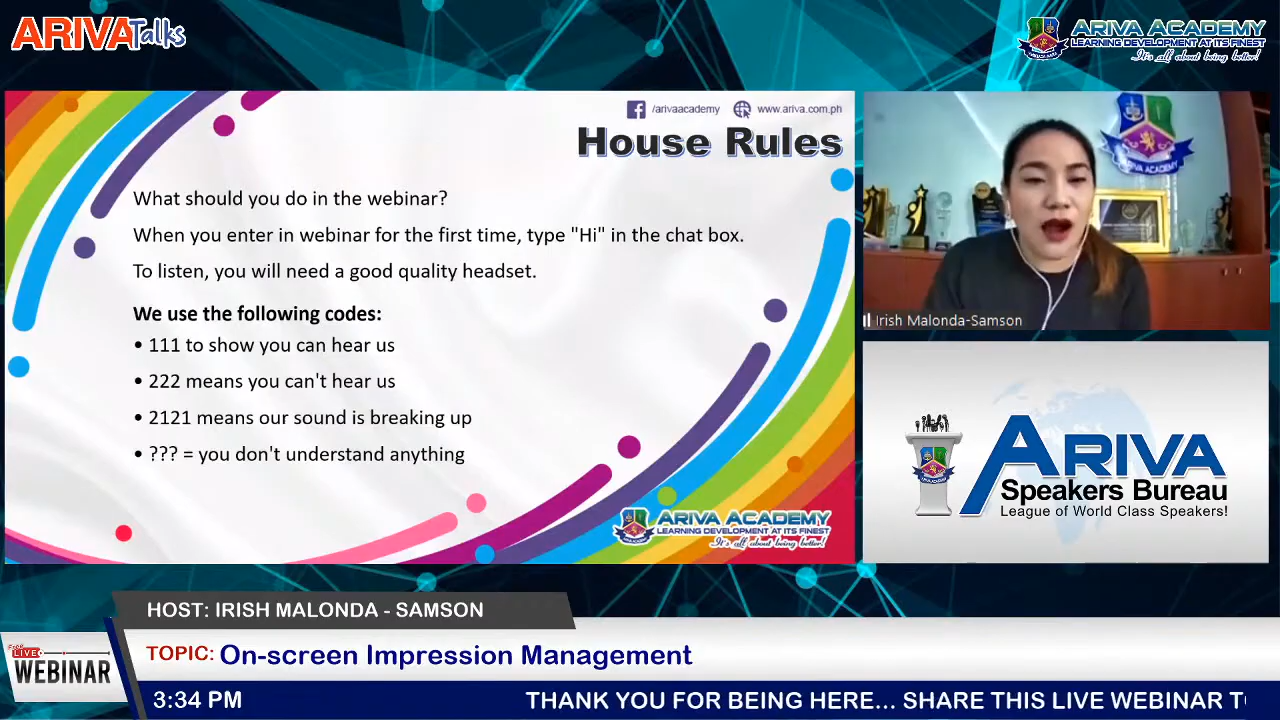 ARIVATalks
ARIVA ACADEMY
LEARNING DEVELOPMENT AT ITS FINEST
It's all about being better!
/arivaacademy
www.ariva.com.ph
House Rules
What should you do in the webinar?
When you enter in webinar for the first time, type "Hi" in the chat box.
To listen, you will need a good quality headset.
We use the following codes:
• 111 to show you can hear us
• 222 means you can't hear us
• 2121 means our sound is breaking up
• ??? = you don't understand anything
ARIVA ACADEMY
LEARNING DEVELOPMENT AT ITS FINEST
It's all about being better!
ARIVA ACADEMY
Irish Malonda-Samson
ARIVA
Speakers Bureau
League of World Class Speakers!
HOST: IRISH MALONDA - SAMSON
Free LIVE
WEBINAR
TOPIC: On-screen Impression Management
3:34 PM
THANK YOU FOR BEING HERE... SHARE THIS LIVE WEBINAR